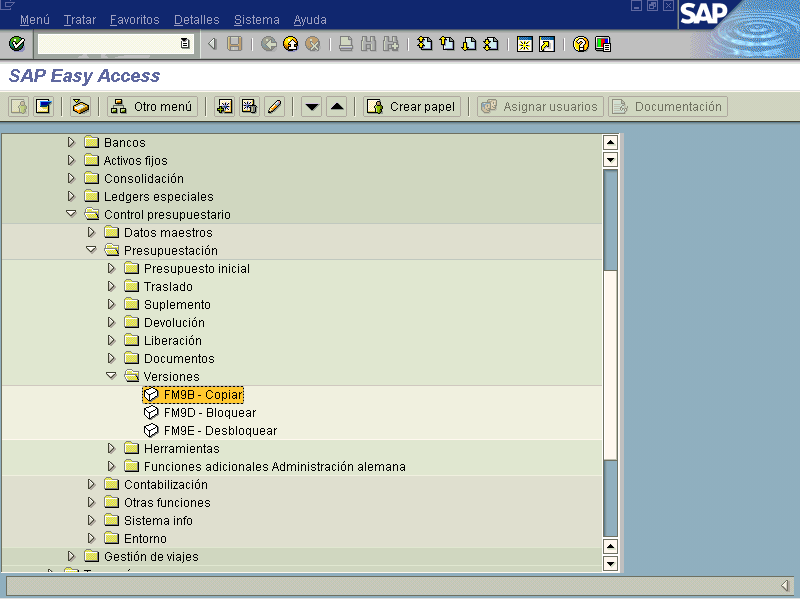 Menú Tratar Favoritos Detalles Sistema Ayuda
SAP
SAP Easy Access
Otro menú Crear papel Asignar usuarios Documentación
Bancos
Activos fijos
Consolidación
Ledgers especiales
Control presupuestario
Datos maestros
Presupuestación
Presupuesto inicial
Traslado
Suplemento
Devolución
Liberación
Documentos
Versiones
FM9B - Copiar
FM9D - Bloquear
FM9E - Desbloquear
Herramientas
Funciones adicionales Administración alemana
Contabilización
Otras funciones
Sistema info
Entorno
Gestión de viajes